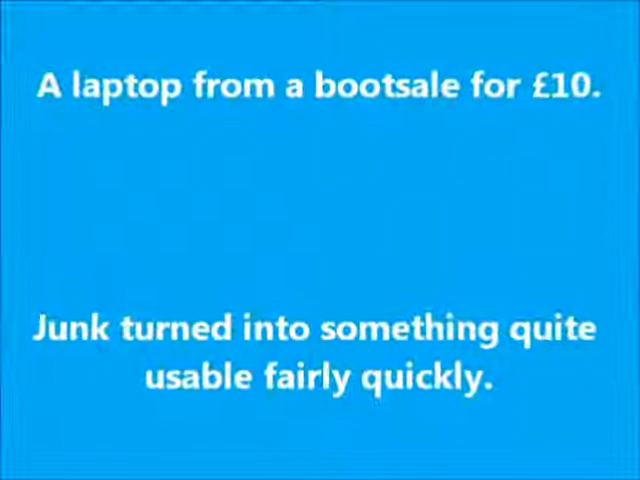 A laptop from a bootsale for £10.
Junk turned into something quite
usable fairly quickly.